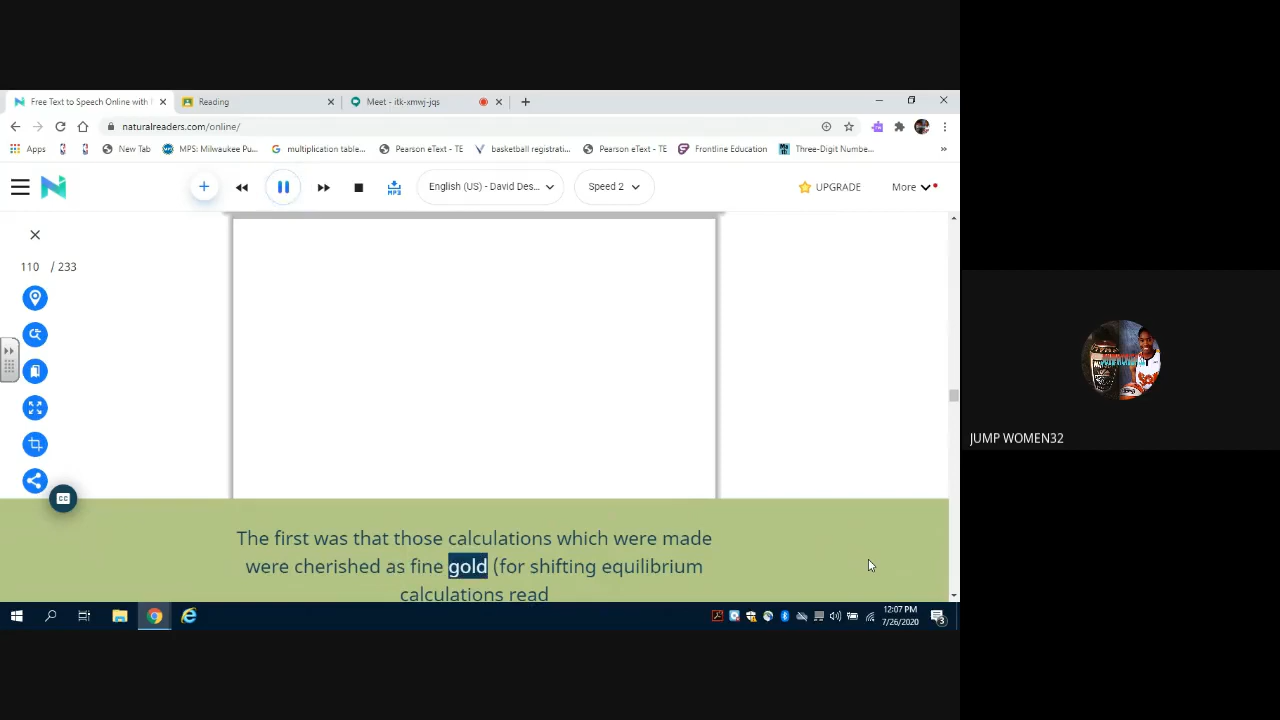 Free Text to Speech Online with
Reading
Meet - itk-xmwj-jqs
naturalreaders.com/online/
Apps
New Tab
MPS: Milwaukee Pu...
multiplication table...
Pearson eText - TE
basketball registrati...
Pearson eText - TE
Frontline Education
Three-Digit Numbe...
MP3
English (US) - David Des...
Speed 2
UPGRADE
More
110 / 233
CC
The first was that those calculations which were made
were cherished as fine gold (for shifting equilibrium
calculations read
JUMP WOMEN32
12:07 PM
7/26/2020
3